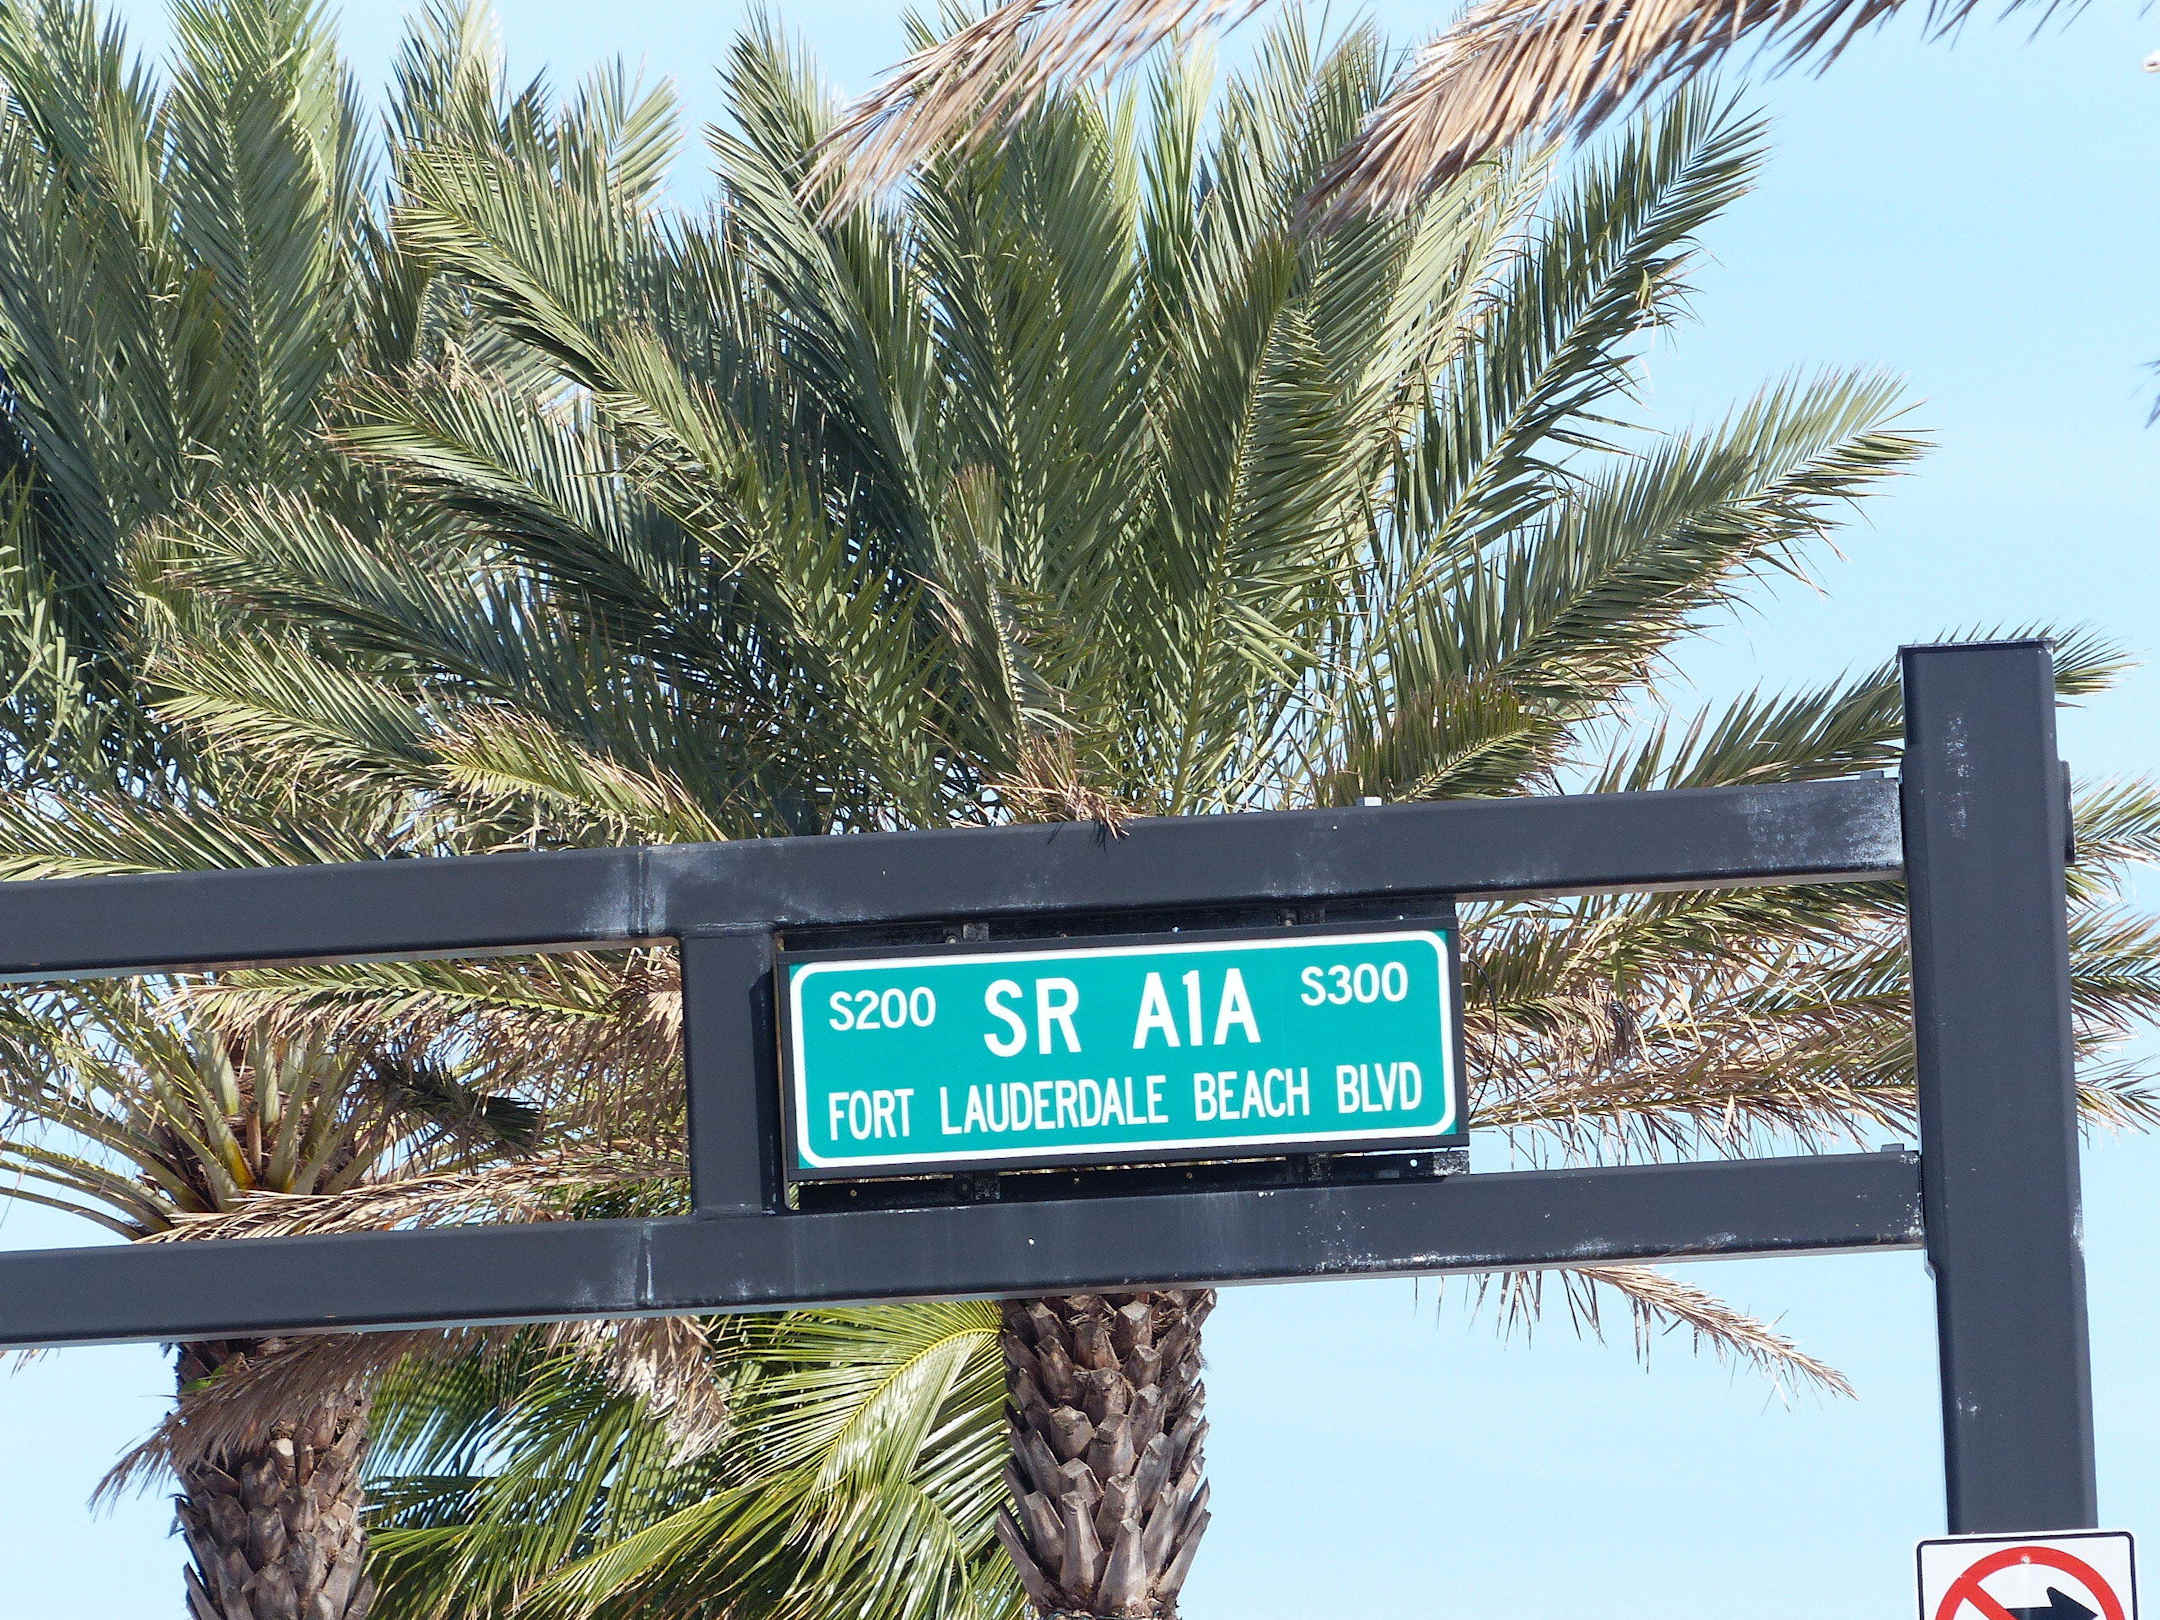 S200 SR A1A S300
FORT LAUDERDALE BEACH BLVD